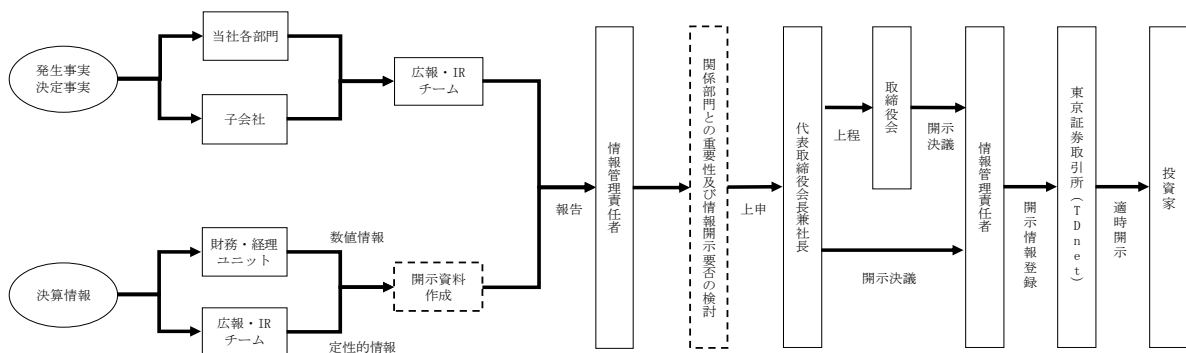 発生事実
決定事実
当社各部門
子会社
広報・IR
チーム
決算情報
財務・経理
ユニット
広報・IR
チーム
数値情報
定性的情報
開示資料
作成
報告
情報管理責任者
関係部門との重要性及び情報開示要否の検討
上申
代表取締役会長兼社長
上程
取締役会
開示
決議
開示決議
情報管理責任者
開示情報登録
東京証券取引所(TDnet)
適時開示
投資家